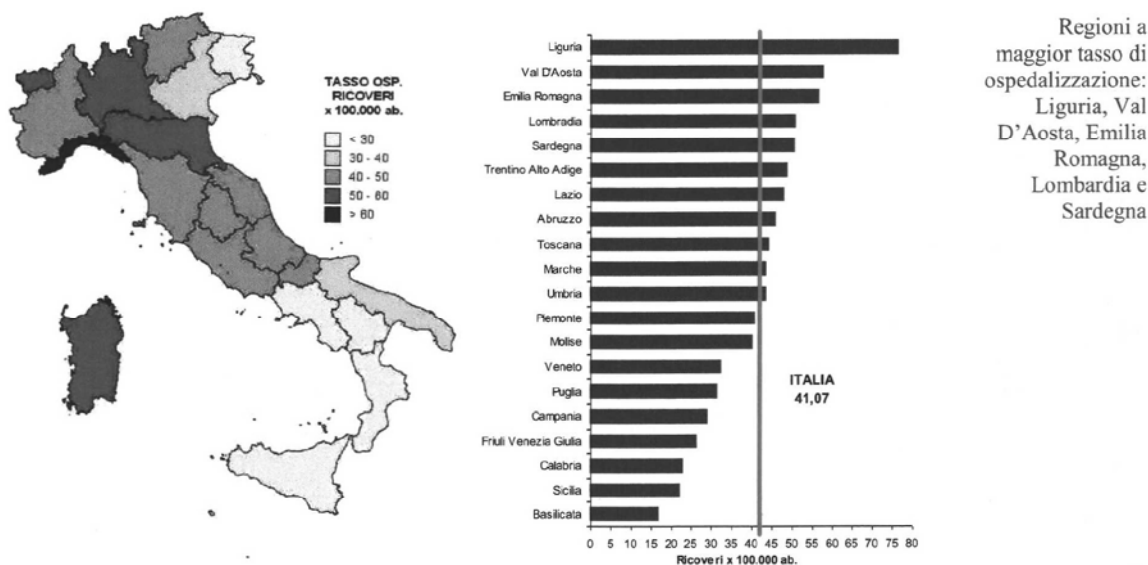 TASSO OSP.
RICOVERI
x 100.000 ab.
< 30
30 - 40
40 - 50
50 - 60
> 60
Liguria
Val D'Aosta
Emilia Romagna
Lombradia
Sardegna
Trentino Alto Adige
Lazio
Abruzzo
Toscana
Marche
Umbria
Piemonte
Molise
Veneto
Puglia
Campania
Friuli Venezia Giulia
Calabria
Sicilia
Basilicata
ITALIA
41,07
0 5 10 15 20 25 30 35 40 45 50 55 60 65 70 75 80
Ricoveri x 100.000 ab.
Regioni a
maggior tasso di
ospedalizzazione:
Liguria, Val
D'Aosta, Emilia
Romagna,
Lombardia e
Sardegna